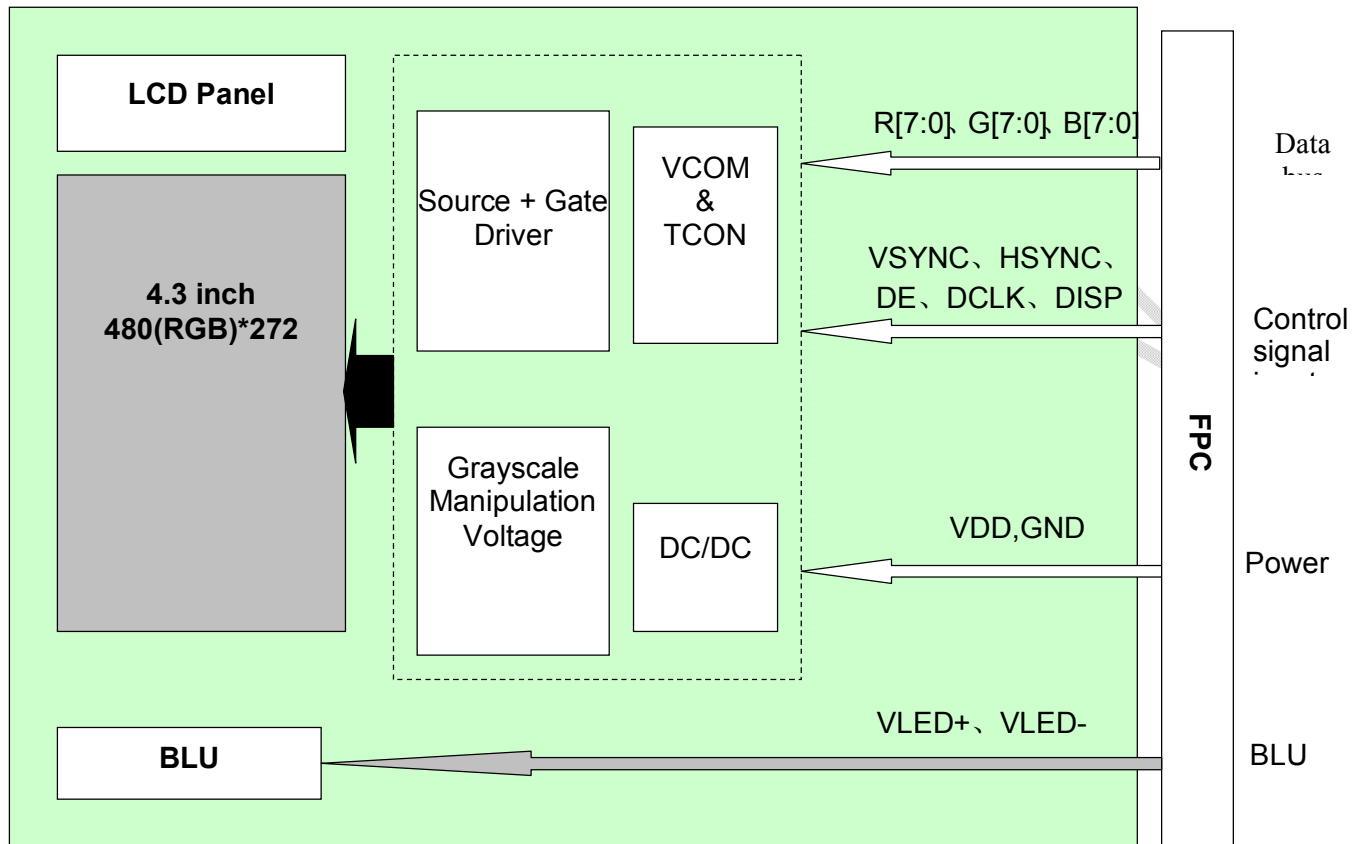 LCD Panel
4.3 inch
480(RGB)*272
Source + Gate
Driver
VCOM
&
TCON
Grayscale
Manipulation
Voltage
DC/DC
BLU
R[7:0]、G[7:0]、B[7:0]
VSYNC、HSYNC、
DE、DCLK、DISP
VDD,GND
VLED+、VLED-
FPC
Data
Control
signal
Power
BLU